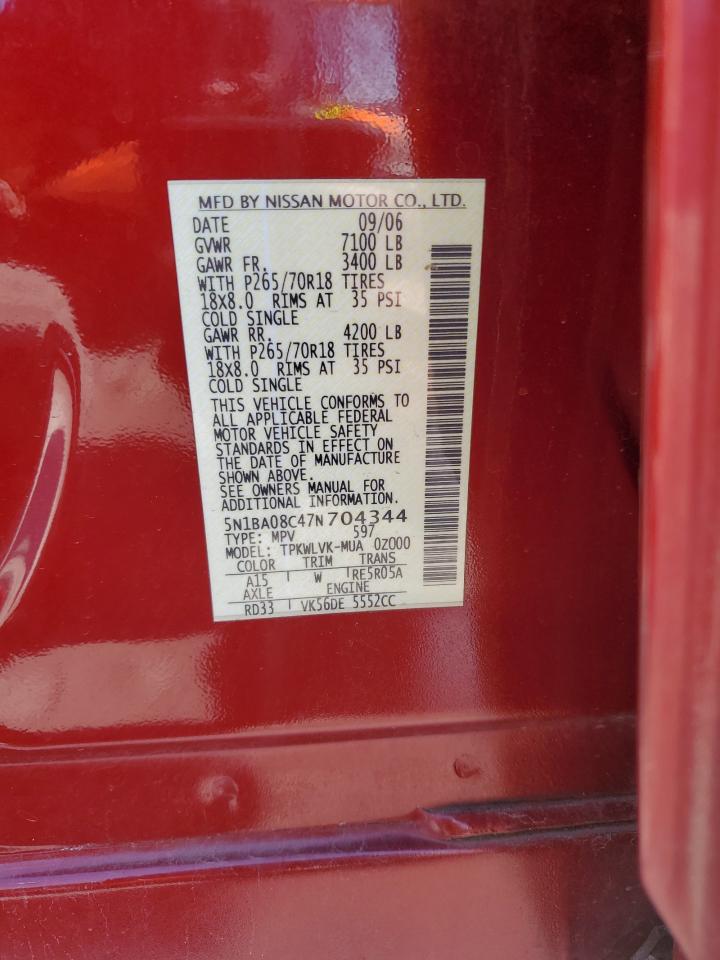 MFD BY NISSAN MOTOR CO., LTD.
DATE 09/06
GVWR 7100 LB
GAWR FR. 3400 LB
WITH P265/70R18 TIRES
18X8.0 RIMS AT 35 PSI
COLD SINGLE
GAWR RR. 4200 LB
WITH P265/70R18 TIRES
18X8.0 RIMS AT 35 PSI
COLD SINGLE
THIS VEHICLE CONFORMS TO
ALL APPLICABLE FEDERAL
MOTOR VEHICLE SAFETY
STANDARDS IN EFFECT ON
THE DATE OF MANUFACTURE
SHOWN ABOVE.
SEE OWNERS MANUAL FOR
ADDITIONAL INFORMATION.
5N1BA08C47N704344
TYPE: MPV 597
MODEL: TPKWLVK-MUA 0Z000
COLOR TRIM TRANS
A15 W RE5R05A
AXLE ENGINE
RD33 VK56DE 5552CC